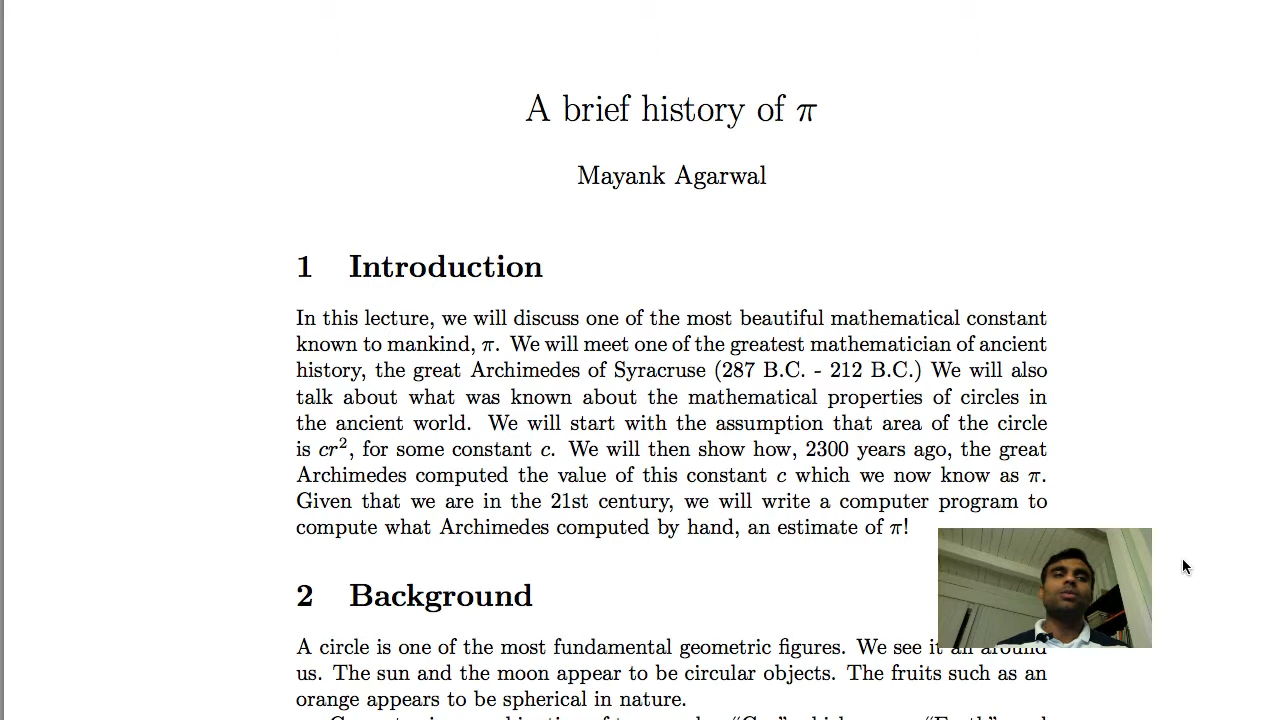 A brief history of π
Mayank Agarwal
1 Introduction
In this lecture, we will discuss one of the most beautiful mathematical constant
known to mankind, π. We will meet one of the greatest mathematician of ancient
history, the great Archimedes of Syracruse (287 B.C. - 212 B.C.) We will also
talk about what was known about the mathematical properties of circles in
the ancient world. We will start with the assumption that area of the circle
is cr², for some constant c. We will then show how, 2300 years ago, the great
Archimedes computed the value of this constant c which we now know as π.
Given that we are in the 21st century, we will write a computer program to
compute what Archimedes computed by hand, an estimate of π!
2 Background
A circle is one of the most fundamental geometric figures. We see it all around
us. The sun and the moon appear to be circular objects. The fruits such as an
orange appears to be spherical in nature.